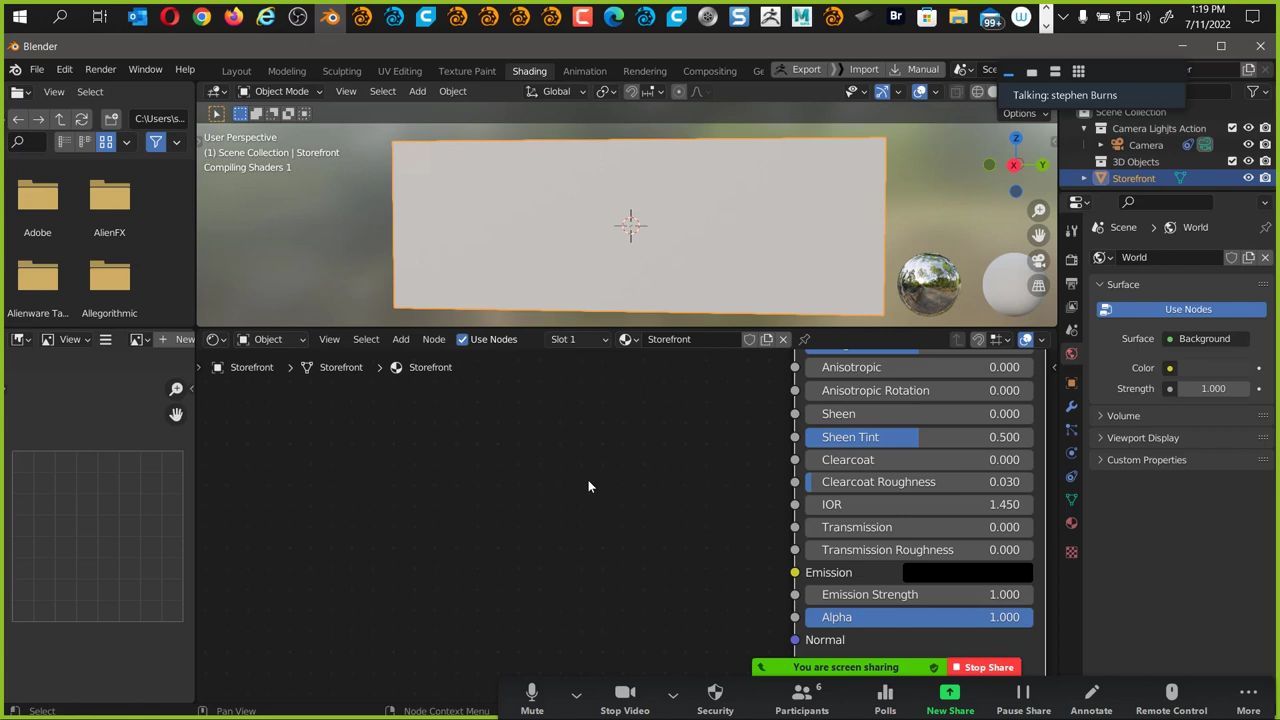 99+
1:19 PM
7/11/2022
Blender
File Edit Render Window Help
Layout Modeling Sculpting UV Editing Texture Paint Shading Animation Rendering Compositing Ge
Export Import Manual
Sce
Talking: stephen Burns
View Select
Object Mode View Select Add Object
Global
Options
C:\Users\s...
Adobe
AlienFX
Alienware Ta...
Allegorithmic
User Perspective
(1) Scene Collection | Storefront
Compiling Shaders 1
Z
X
Y
Scene Collection
Camera Lights Action
Camera
3D Objects
Storefront
Scene > World
World
Surface
Use Nodes
Surface Background
Color
Strength 1.000
Volume
Viewport Display
Custom Properties
View
New
Object View Select Add Node Use Nodes Slot 1 Storefront
Storefront > Storefront > Storefront
Anisotropic 0.000
Anisotropic Rotation 0.000
Sheen 0.000
Sheen Tint 0.500
Clearcoat 0.000
Clearcoat Roughness 0.030
IOR 1.450
Transmission 0.000
Transmission Roughness 0.000
Emission
Emission Strength 1.000
Alpha 1.000
Normal
You are screen sharing
Stop Share
Mute
Stop Video
Security
Participants 6
Polls
New Share
Pause Share
Annotate
Remote Control
More
Select
Pan View
Node Context Menu